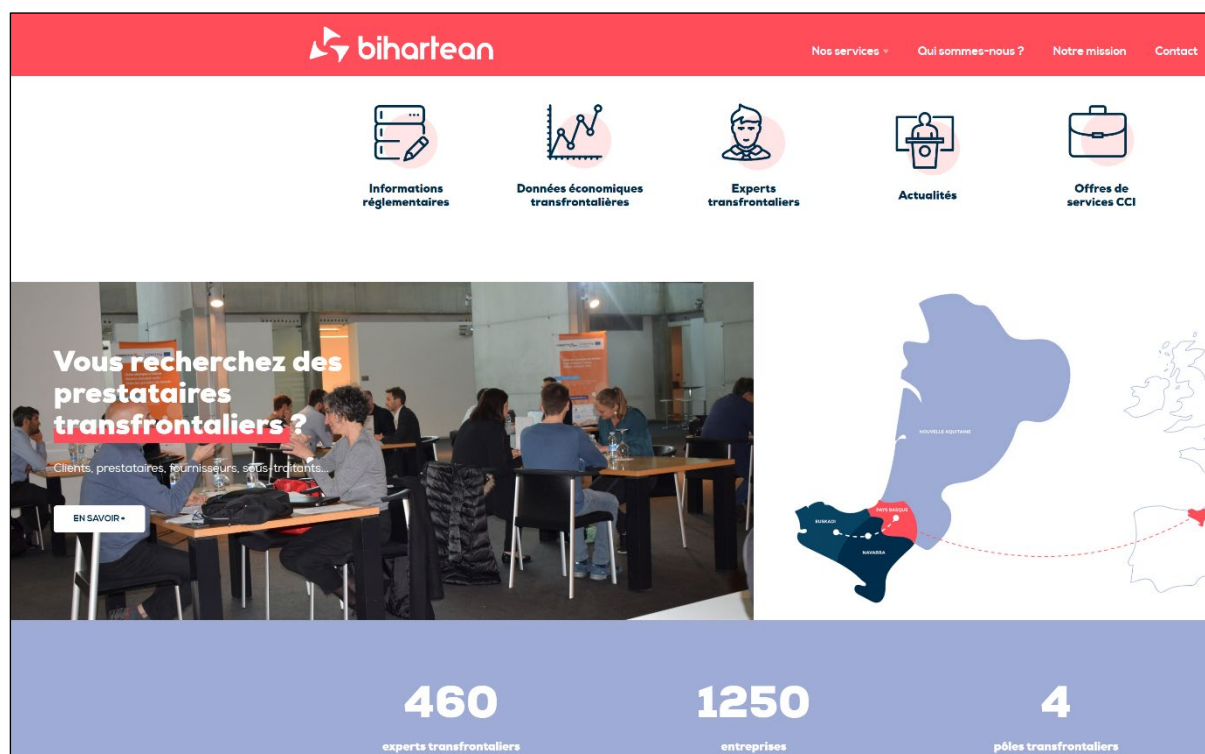 bihartean
Nos services
Qui sommes-nous ?
Notre mission
Contact
Informations
réglementaires
Données économiques
transfrontalières
Experts
transfrontaliers
Actualités
Offres de
services CCI
Vous recherchez des
prestataires
transfrontaliers ?
Clients, prestataires, fournisseurs, sous-traitants...
EN SAVOIR +
NOUVELLE AQUITAINE
PAYS BASQUE
EUSKADI
NAVARRA
460
experts transfrontaliers
1250
entreprises
4
pôles transfrontaliers